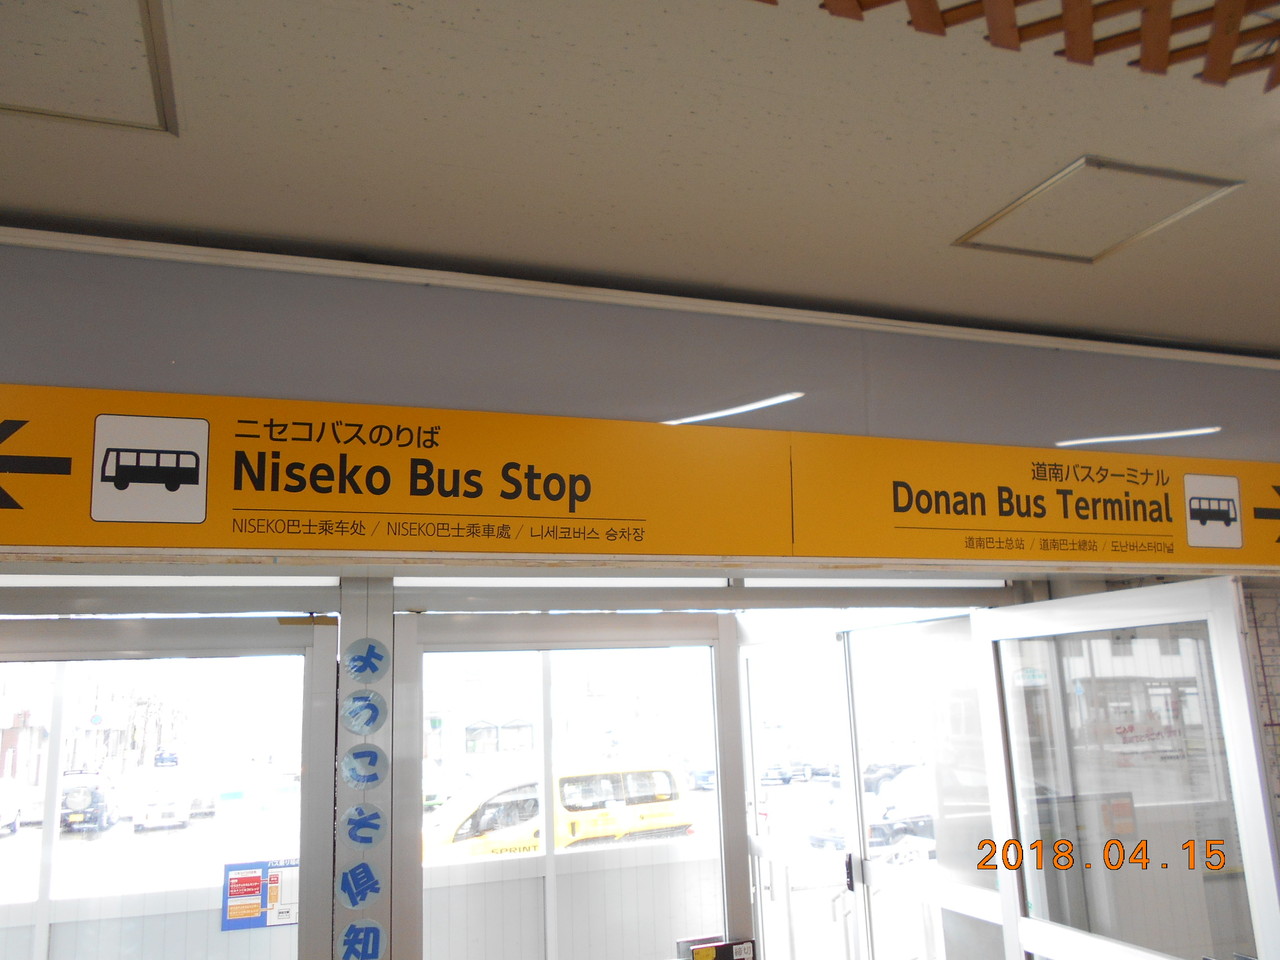 ニセコバスのりば
Niseko Bus Stop
NISEKO巴士乘车处 / NISEKO巴士乘車處 / 니세코버스 승차장
道南バスターミナル
Donan Bus Terminal
道南巴士总站 / 道南巴士總站 / 도난버스터미널
ようこそ倶知
SPRINT
締切
2018.04.15